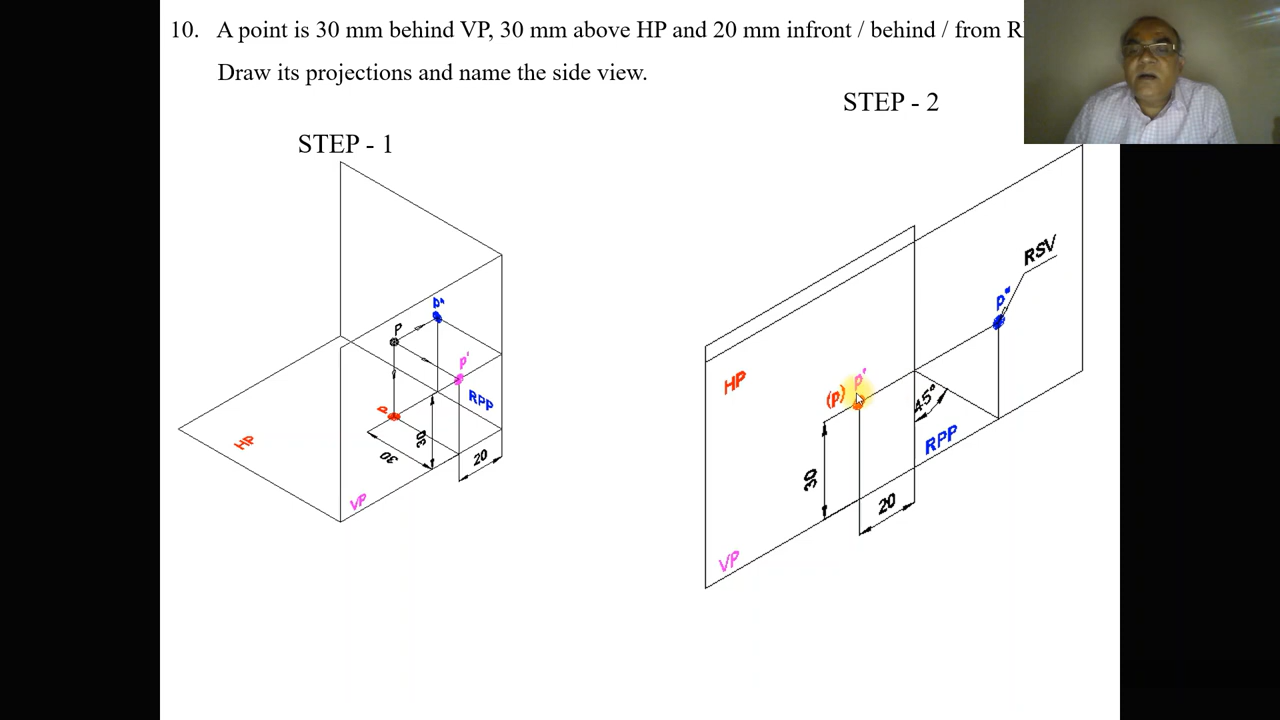 10. A point is 30 mm behind VP, 30 mm above HP and 20 mm infront / behind / from
Draw its projections and name the side view.
STEP - 2
STEP - 1
RSV
p"
p"
P
p'
HP
(p) p'
45°
RPP
p
30
30
RPP
HP
20
30
20
VP
VP